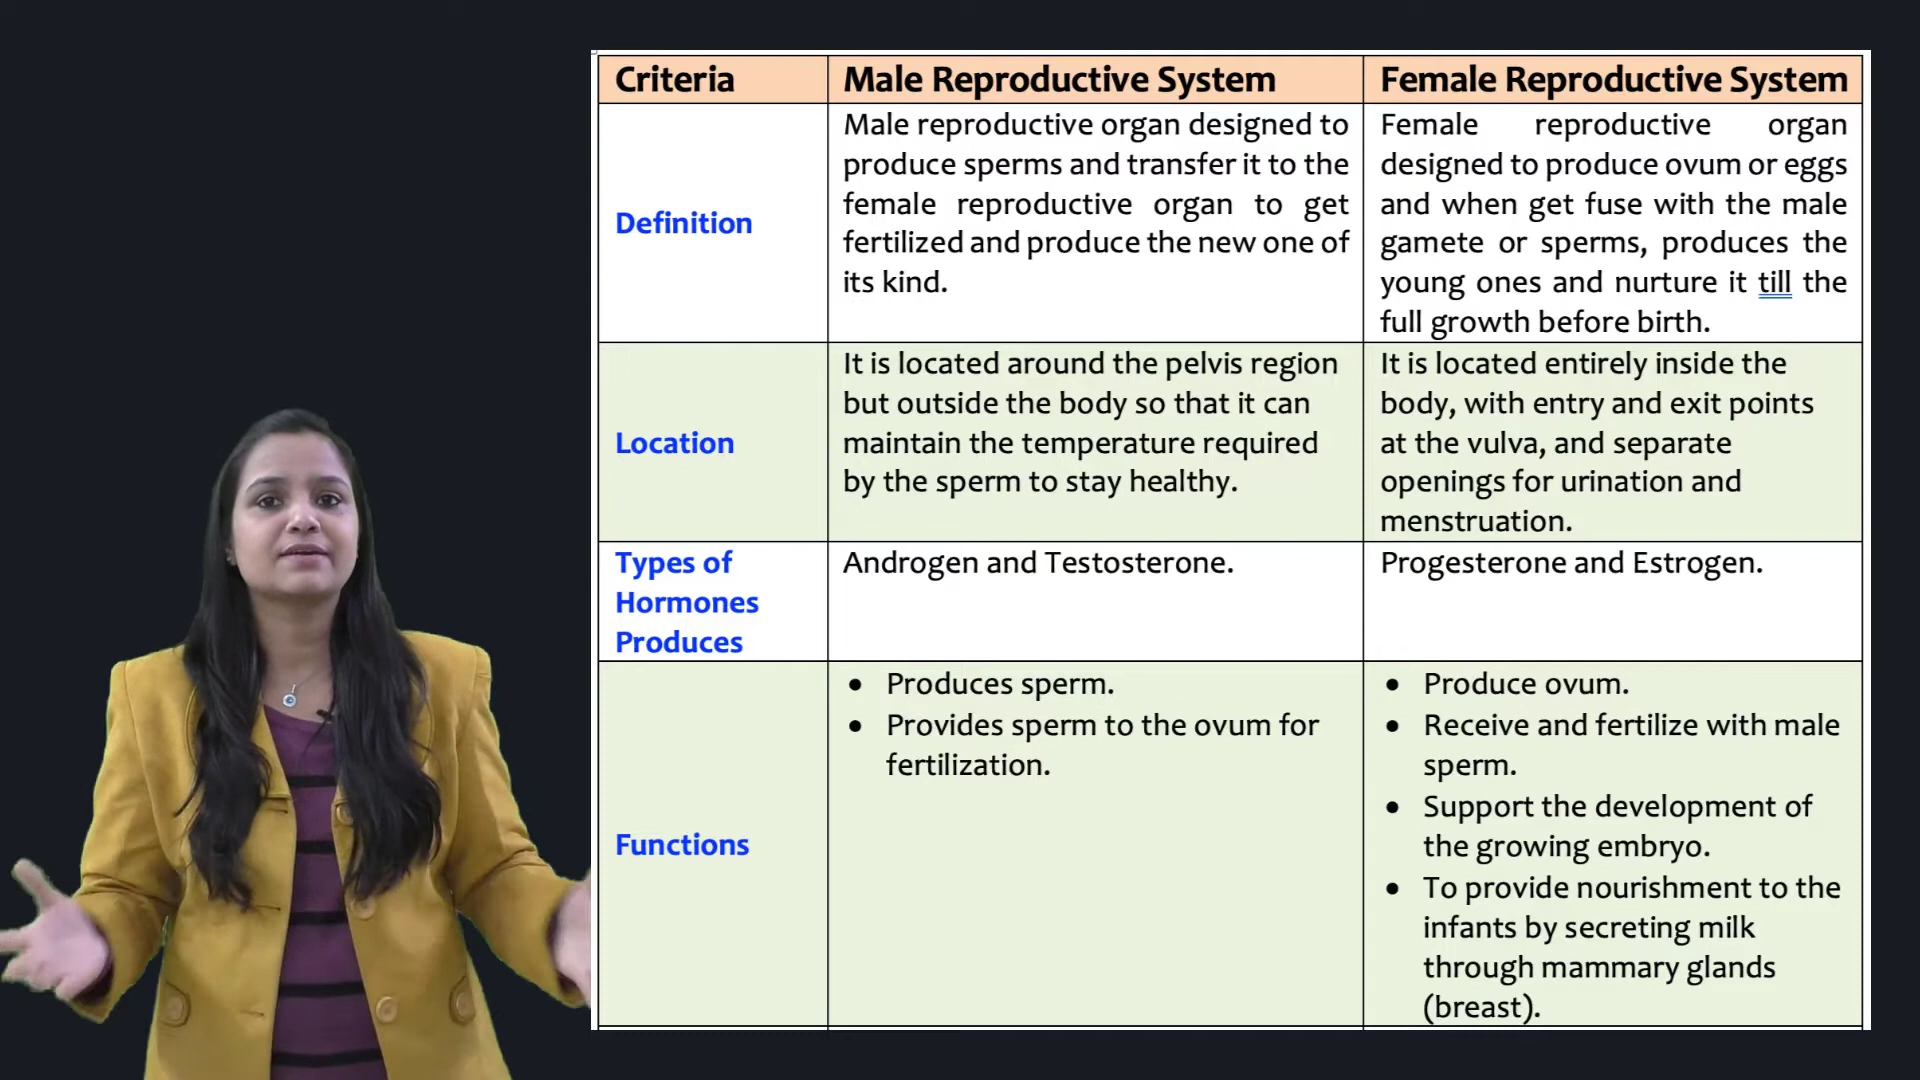 Criteria
Male Reproductive System
Female Reproductive System
Definition
Male reproductive organ designed to
produce sperms and transfer it to the
female reproductive organ to get
fertilized and produce the new one of
its kind.
Female reproductive organ
designed to produce ovum or eggs
and when get fuse with the male
gamete or sperms, produces the
young ones and nurture it till the
full growth before birth.
Location
It is located around the pelvis region
but outside the body so that it can
maintain the temperature required
by the sperm to stay healthy.
It is located entirely inside the
body, with entry and exit points
at the vulva, and separate
openings for urination and
menstruation.
Types of
Hormones
Produces
Androgen and Testosterone.
Progesterone and Estrogen.
Functions
• Produces sperm.
• Provides sperm to the ovum for
fertilization.
• Produce ovum.
• Receive and fertilize with male
sperm.
• Support the development of
the growing embryo.
• To provide nourishment to the
infants by secreting milk
through mammary glands
(breast).